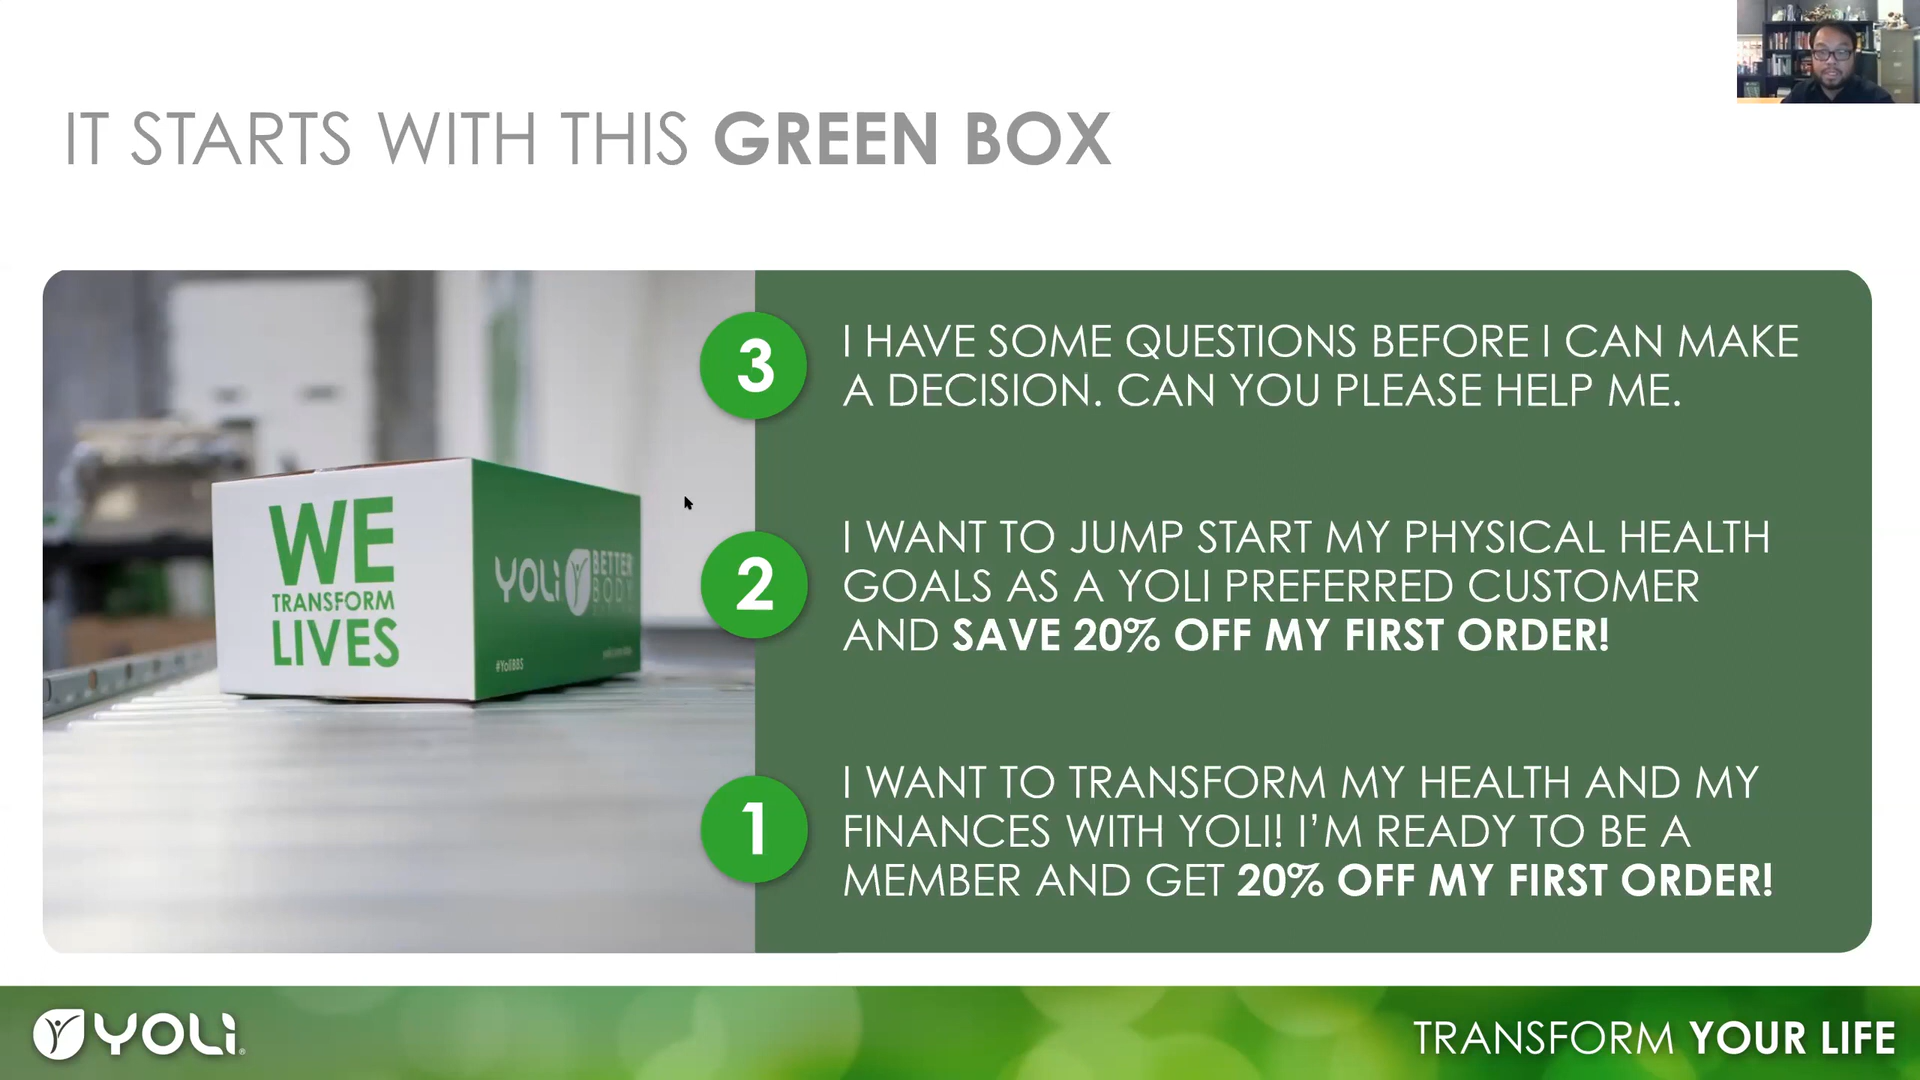 IT STARTS WITH THIS GREEN BOX
3
I HAVE SOME QUESTIONS BEFORE I CAN MAKE
A DECISION. CAN YOU PLEASE HELP ME.
2
I WANT TO JUMP START MY PHYSICAL HEALTH
GOALS AS A YOLI PREFERRED CUSTOMER
AND SAVE 20% OFF MY FIRST ORDER!
1
I WANT TO TRANSFORM MY HEALTH AND MY
FINANCES WITH YOLI! I'M READY TO BE A
MEMBER AND GET 20% OFF MY FIRST ORDER!
WE
TRANSFORM
LIVES
YOLi
BETTER
BODY
#YoliBBS
YOLi
TRANSFORM YOUR LIFE